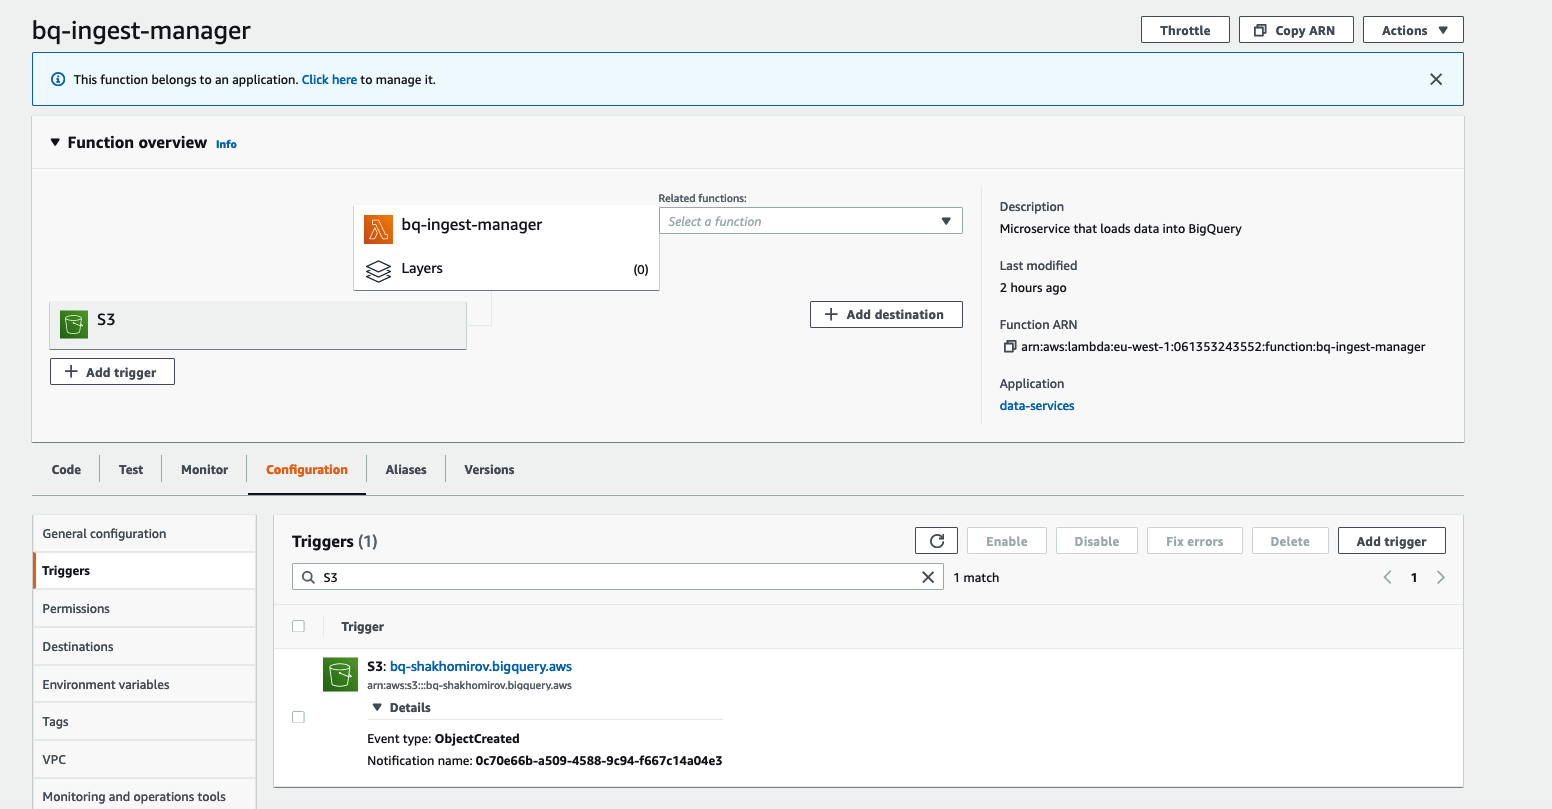 bq-ingest-manager
Throttle
Copy ARN
Actions
This function belongs to an application. Click here to manage it.
Function overview Info
bq-ingest-manager
Layers (0)
Related functions:
Select a function
S3
Add trigger
Add destination
Description
Microservice that loads data into BigQuery
Last modified
2 hours ago
Function ARN
arn:aws:lambda:eu-west-1:061353243552:function:bq-ingest-manager
Application
data-services
Code Test Monitor Configuration Aliases Versions
General configuration
Triggers
Permissions
Destinations
Environment variables
Tags
VPC
Monitoring and operations tools
Triggers (1)
Enable
Disable
Fix errors
Delete
Add trigger
S3
1 match
1
Trigger
S3: bq-shakhomirov.bigquery.aws
arn:aws:s3:::bq-shakhomirov.bigquery.aws
Details
Event type: ObjectCreated
Notification name: 0c70e66b-a509-4588-9c94-f667c14a04e3